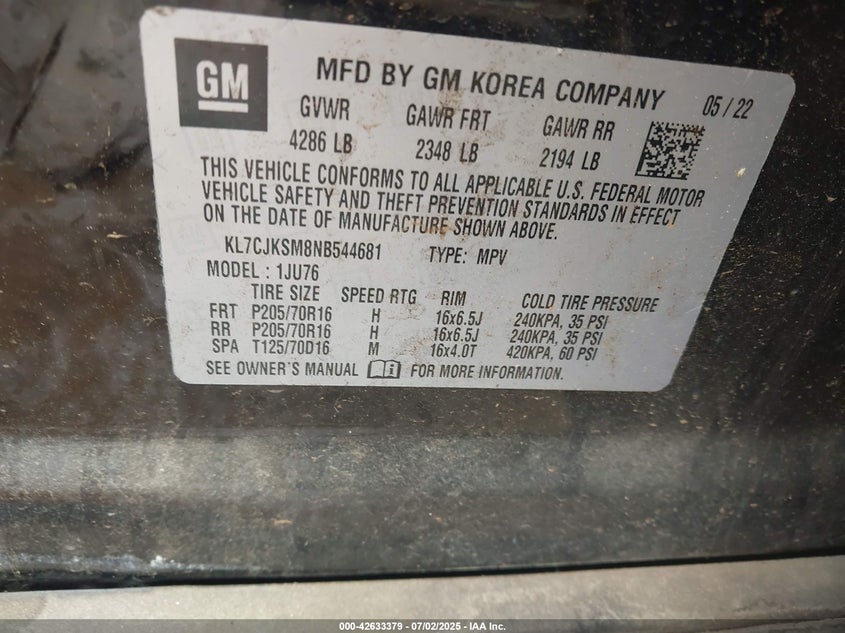 GM
MFD BY GM KOREA COMPANY 05 / 22
GVWR GAWR FRT GAWR RR
4286 LB 2348 LB 2194 LB
THIS VEHICLE CONFORMS TO ALL APPLICABLE U.S. FEDERAL MOTOR
VEHICLE SAFETY AND THEFT PREVENTION STANDARDS IN EFFECT
ON THE DATE OF MANUFACTURE SHOWN ABOVE.
KL7CJKSM8NB544681 TYPE: MPV
MODEL : 1JU76
TIRE SIZE SPEED RTG RIM COLD TIRE PRESSURE
FRT P205/70R16 H 16x6.5J 240KPA, 35 PSI
RR P205/70R16 H 16x6.5J 240KPA, 35 PSI
SPA T125/70D16 M 16x4.0T 420KPA, 60 PSI
SEE OWNER'S MANUAL FOR MORE INFORMATION.
000-42633379 - 07/02/2025 - IAA Inc.